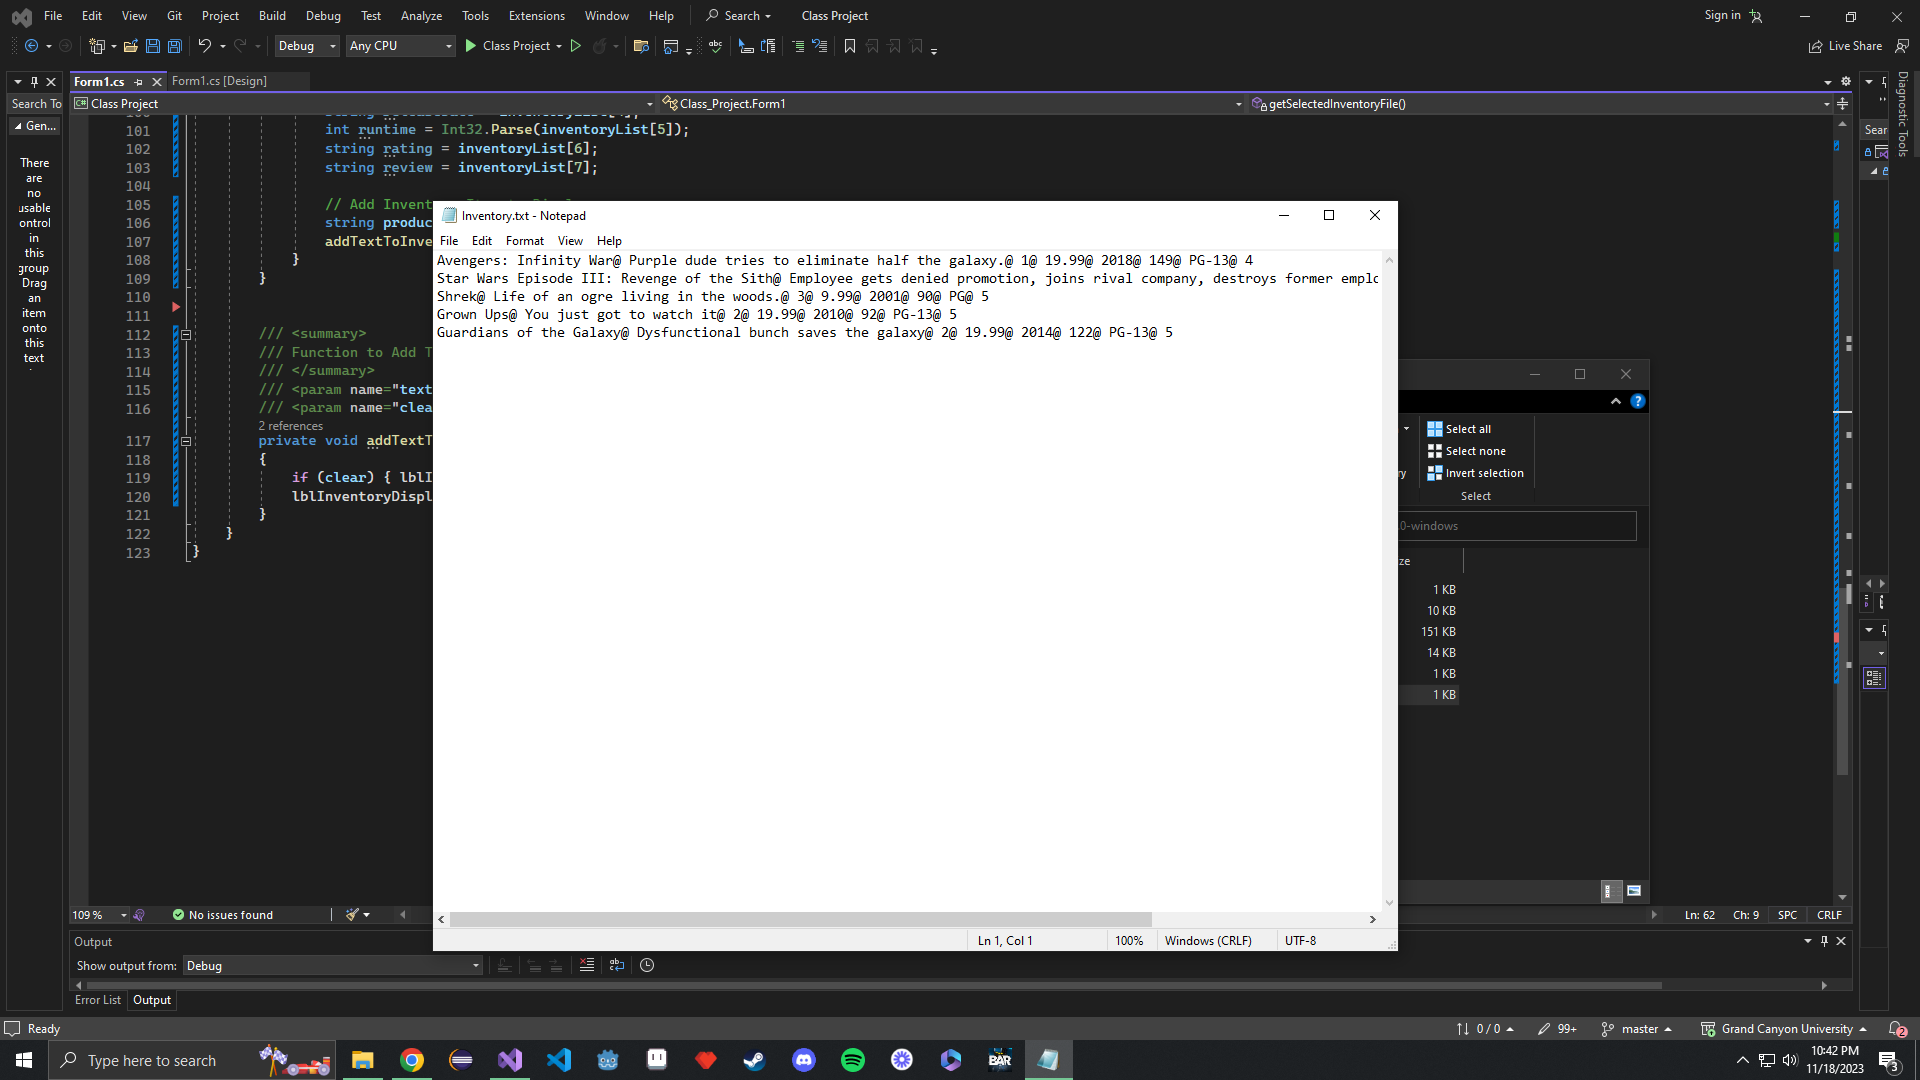 File Edit View Git Project Build Debug Test Analyze Tools Extensions Window Help Search Class Project Sign in
Debug Any CPU Class Project Live Share
Form1.cs Form1.cs [Design]
Class Project Class_Project.Form1 getSelectedInventoryFile()
Search To
Gen...
There
are
no
usable
ontrol
in
this
group
Drag
an
item
onto
this
text
101 int runtime = Int32.Parse(inventoryList[5]);
102 string rating = inventoryList[6];
103 string review = inventoryList[7];
104
105 // Add Invent
106 string produc
107 addTextToInve
108 }
109 }
110
111
112 /// <summary>
113 /// Function to Add T
114 /// </summary>
115 /// <param name="text
116 /// <param name="clea
2 references
117 private void addTextT
118 {
119 if (clear) { lblI
120 lblInventoryDispl
121 }
122 }
123 }
Inventory.txt - Notepad
File Edit Format View Help
Avengers: Infinity War@ Purple dude tries to eliminate half the galaxy.@ 1@ 19.99@ 2018@ 149@ PG-13@ 4
Star Wars Episode III: Revenge of the Sith@ Employee gets denied promotion, joins rival company, destroys former emplo
Shrek@ Life of an ogre living in the woods.@ 3@ 9.99@ 2001@ 90@ PG@ 5
Grown Ups@ You just got to watch it@ 2@ 19.99@ 2010@ 92@ PG-13@ 5
Guardians of the Galaxy@ Dysfunctional bunch saves the galaxy@ 2@ 19.99@ 2014@ 122@ PG-13@ 5
Ln 1, Col 1 100% Windows (CRLF) UTF-8
Select all
Select none
ry Invert selection
Select
.0-windows
ze
1 KB
10 KB
151 KB
14 KB
1 KB
1 KB
Sear
Diagnostic Tools
109 % No issues found Ln: 62 Ch: 9 SPC CRLF
Output
Show output from: Debug
Error List Output
Ready 0 / 0 99+ master Grand Canyon University 2
Type here to search BAR 10:42 PM
11/18/2023 3